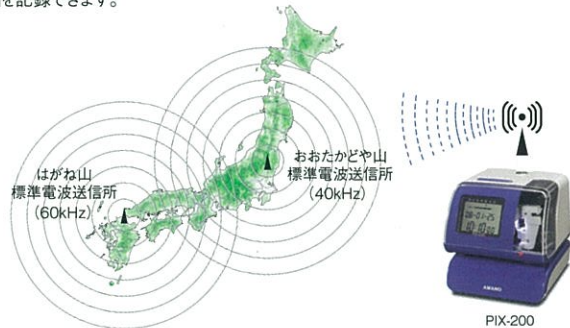 を記録できます。
はがね山
標準電波送信所
(60kHz)
おおたかどや山
標準電波送信所
(40kHz)
AMANO
PIX-200